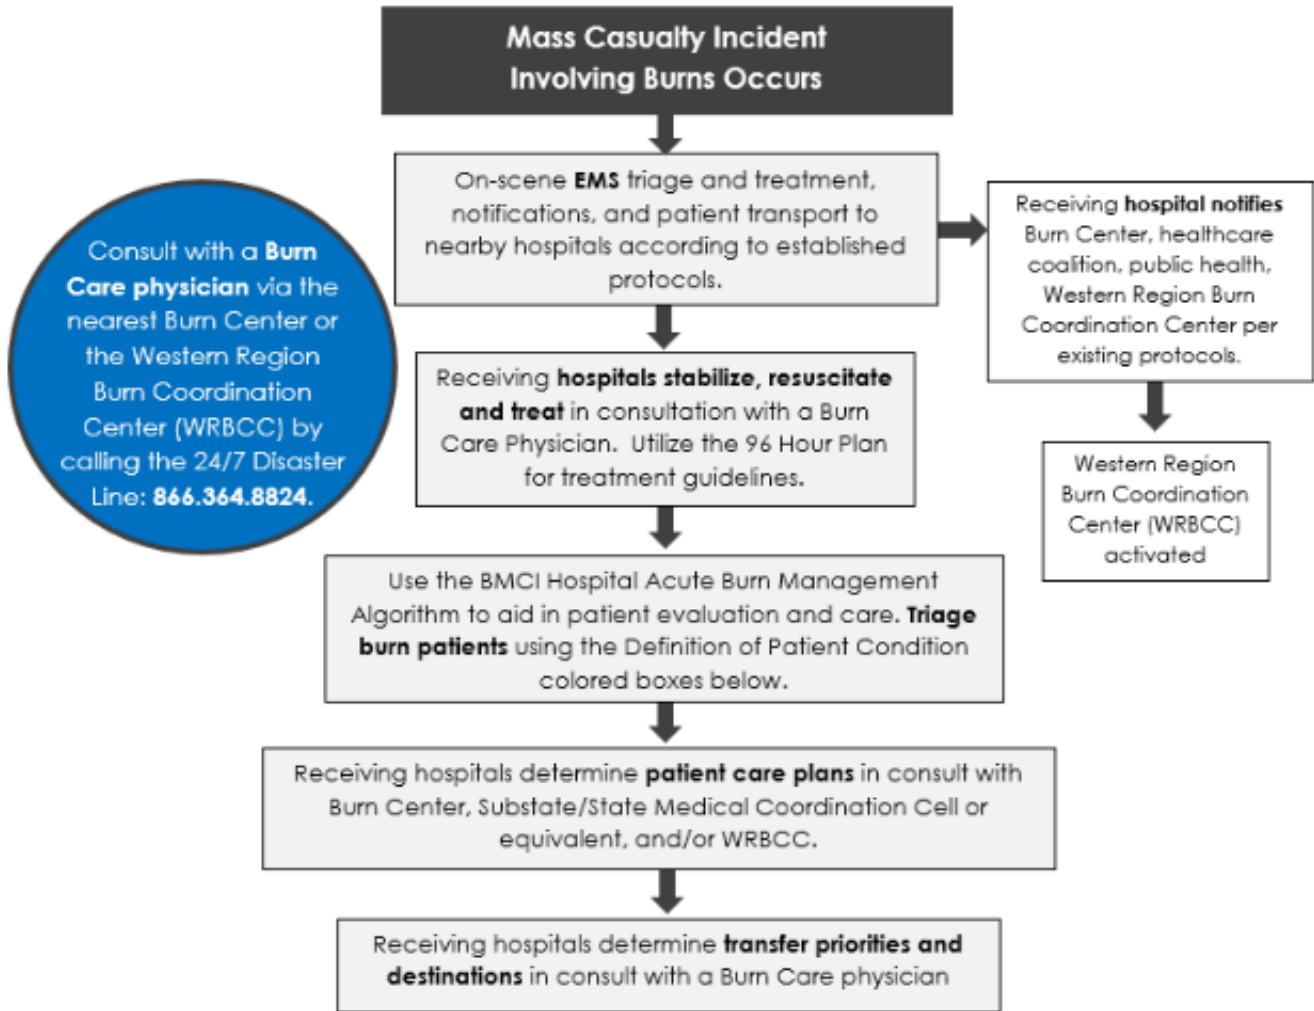 Mass Casualty Incident
Involving Burns Occurs
On-scene EMS triage and treatment,
notifications, and patient transport to
nearby hospitals according to established
protocols.
Receiving hospital notifies
Burn Center, healthcare
coalition, public health,
Western Region Burn
Coordination Center per
existing protocols.
Western Region
Burn Coordination
Center (WRBCC)
activated
Consult with a Burn
Care physician via the
nearest Burn Center or
the Western Region
Burn Coordination
Center (WRBCC) by
calling the 24/7 Disaster
Line: 866.364.8824.
Receiving hospitals stabilize, resuscitate
and treat in consultation with a Burn
Care Physician. Utilize the 96 Hour Plan
for treatment guidelines.
Use the BMCI Hospital Acute Burn Management
Algorithm to aid in patient evaluation and care. Triage
burn patients using the Definition of Patient Condition
colored boxes below.
Receiving hospitals determine patient care plans in consult with
Burn Center, Substate/State Medical Coordination Cell or
equivalent, and/or WRBCC.
Receiving hospitals determine transfer priorities and
destinations in consult with a Burn Care physician